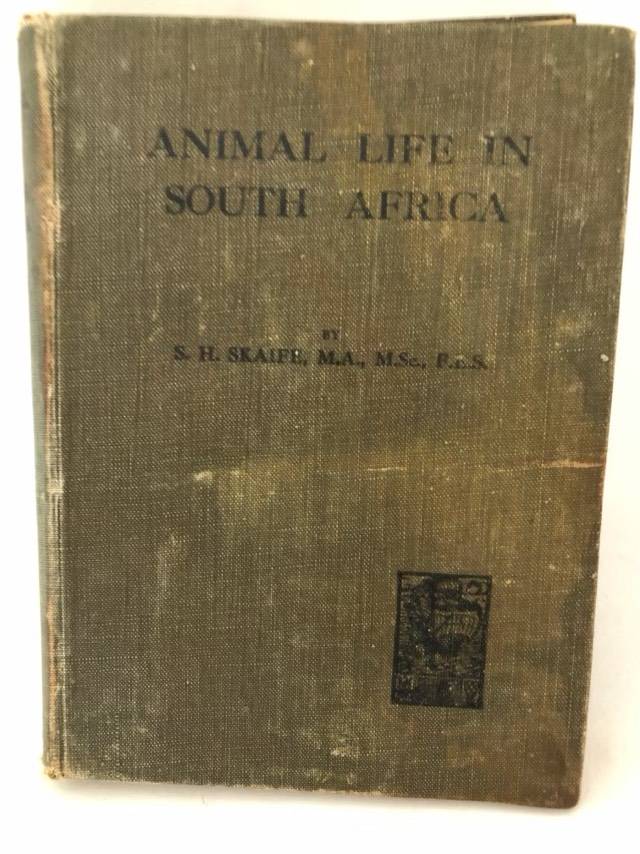 ANIMAL LIFE IN
SOUTH AFRICA
BY
S. H. SKAIFE, M.A., M.Sc., F.E.S.